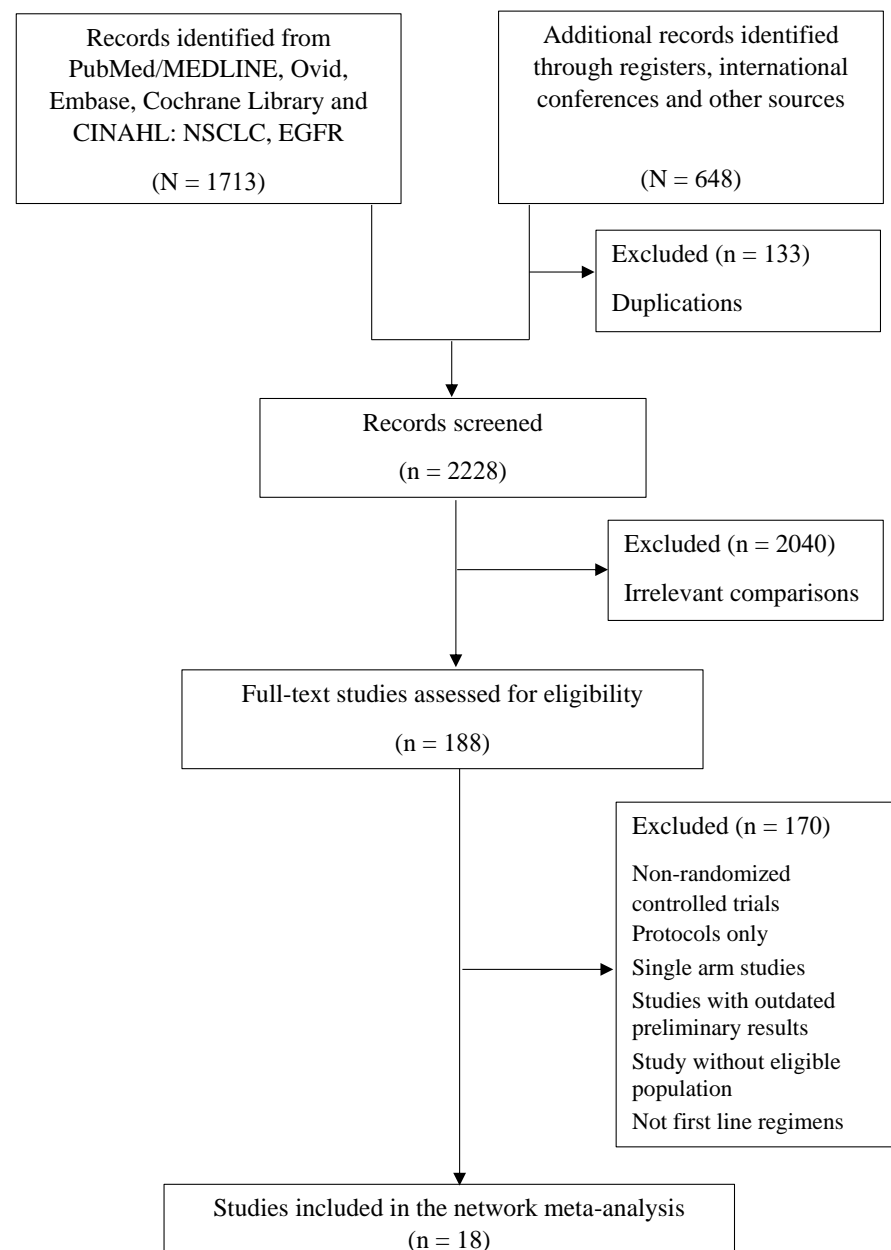 Records identified from
PubMed/MEDLINE, Ovid,
Embase, Cochrane Library and
CINAHL: NSCLC, EGFR
(N = 1713)
Additional records identified
through registers, international
conferences and other sources
(N = 648)
Excluded (n = 133)
Duplications
Records screened
(n = 2228)
Excluded (n = 2040)
Irrelevant comparisons
Full-text studies assessed for eligibility
(n = 188)
Excluded (n = 170)
Non-randomized
controlled trials
Protocols only
Single arm studies
Studies with outdated
preliminary results
Study without eligible
population
Not first line regimens
Studies included in the network meta-analysis
(n = 18)